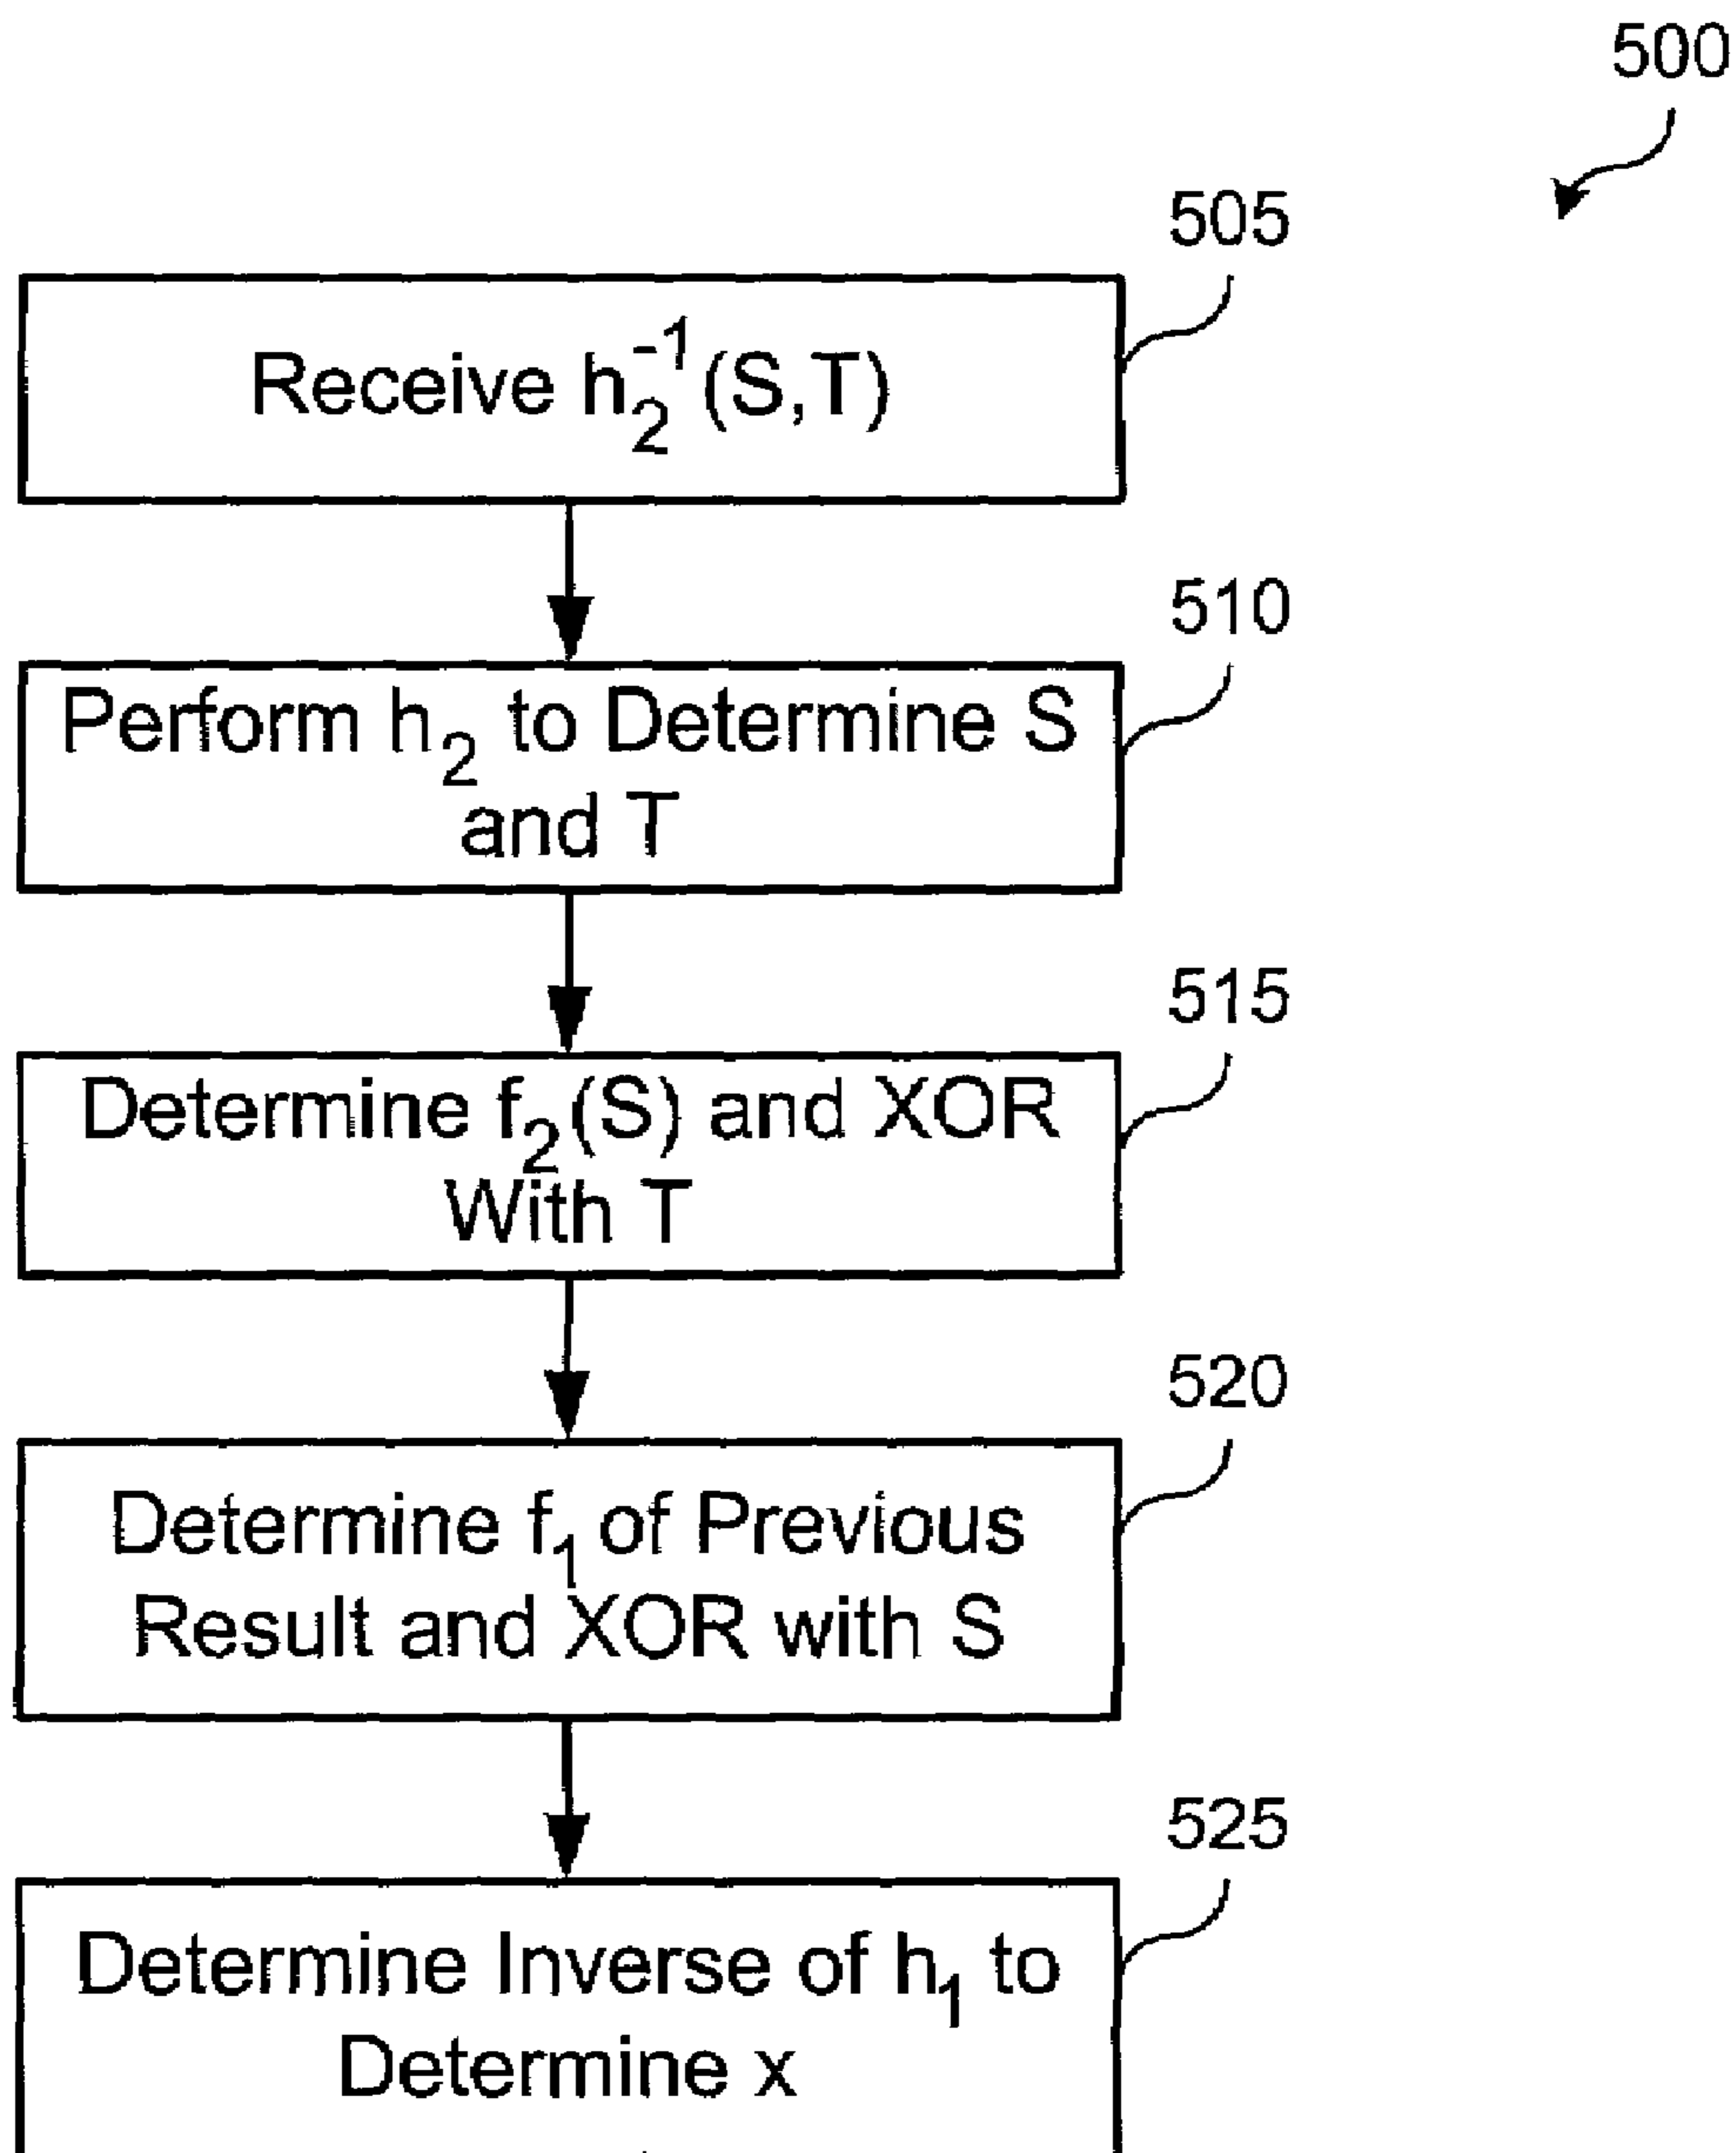 500
505
Receive h₂⁻¹(S,T)
510
Perform h₂ to Determine S
and T
515
Determine f₂(S) and XOR
With T
520
Determine f₁ of Previous
Result and XOR with S
525
Determine Inverse of h₁ to
Determine x